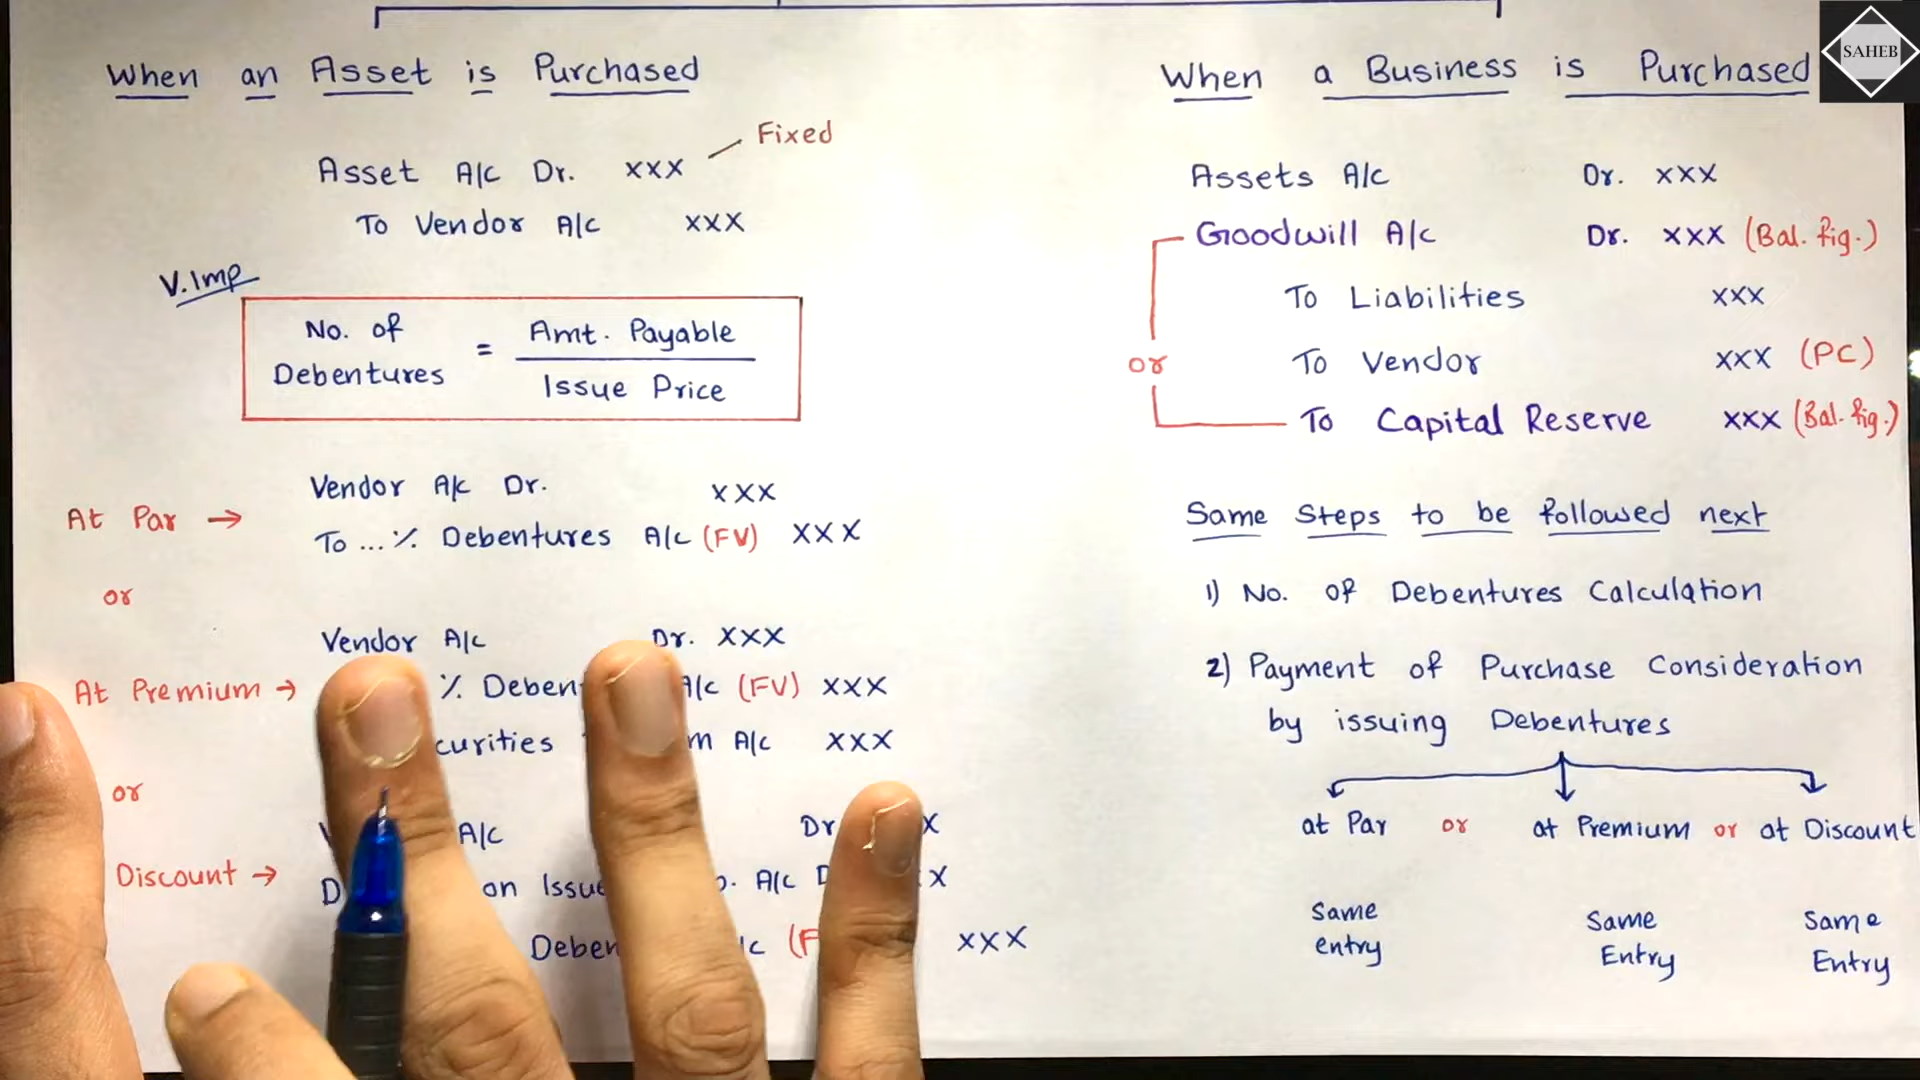 When an Asset is Purchased
Asset A/c Dr. xxx
Fixed
To Vendor A/c xxx
V.Imp
No. of Debentures = Amt. Payable
Issue Price
At Par →
Vendor A/c Dr. xxx
To ...% Debentures A/c (FV) xxx
or
At Premium →
Vendor A/c Dr. xxx
% A/c (FV) xxx
A/c xxx
or
Discount →
A/c Dr
on Issue A/c
xxx
When a Business is Purchased
Assets A/c Dr. xxx
Goodwill A/c Dr. xxx (Bal. fig.)
To Liabilities xxx
or
To Vendor xxx (PC)
To Capital Reserve xxx (Bal. fig.)
Same Steps to be followed next
1) No. of Debentures Calculation
2) Payment of Purchase Consideration
by issuing Debentures
at Par or at Premium or at Discount
Same entry
Same Entry
Same Entry
SAHEB